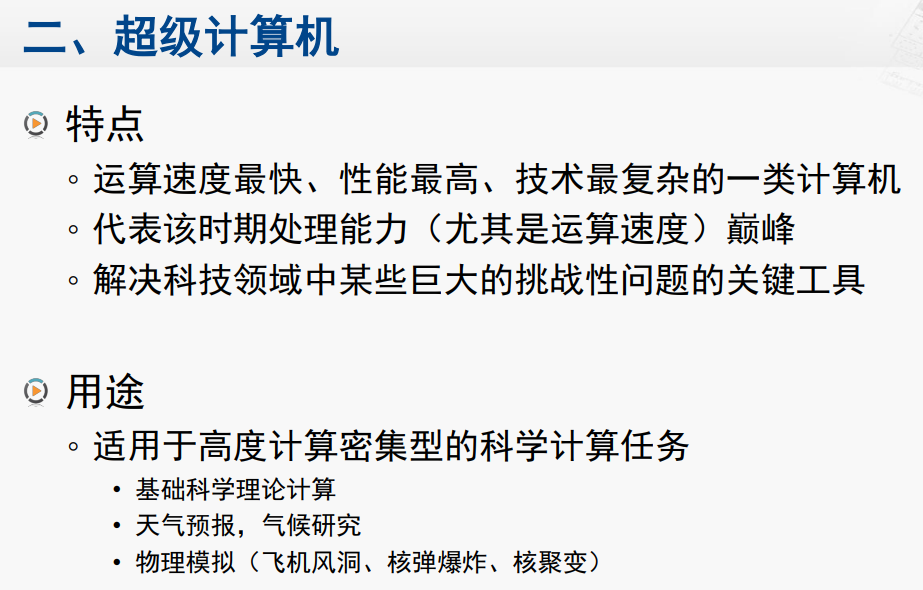 二、超级计算机
特点
。运算速度最快、性能最高、技术最复杂的一类计算机
。代表该时期处理能力（尤其是运算速度）巅峰
。解决科技领域中某些巨大的挑战性问题的关键工具
用途
。适用于高度计算密集型的科学计算任务
• 基础科学理论计算
• 天气预报，气候研究
• 物理模拟（飞机风洞、核弹爆炸、核聚变）